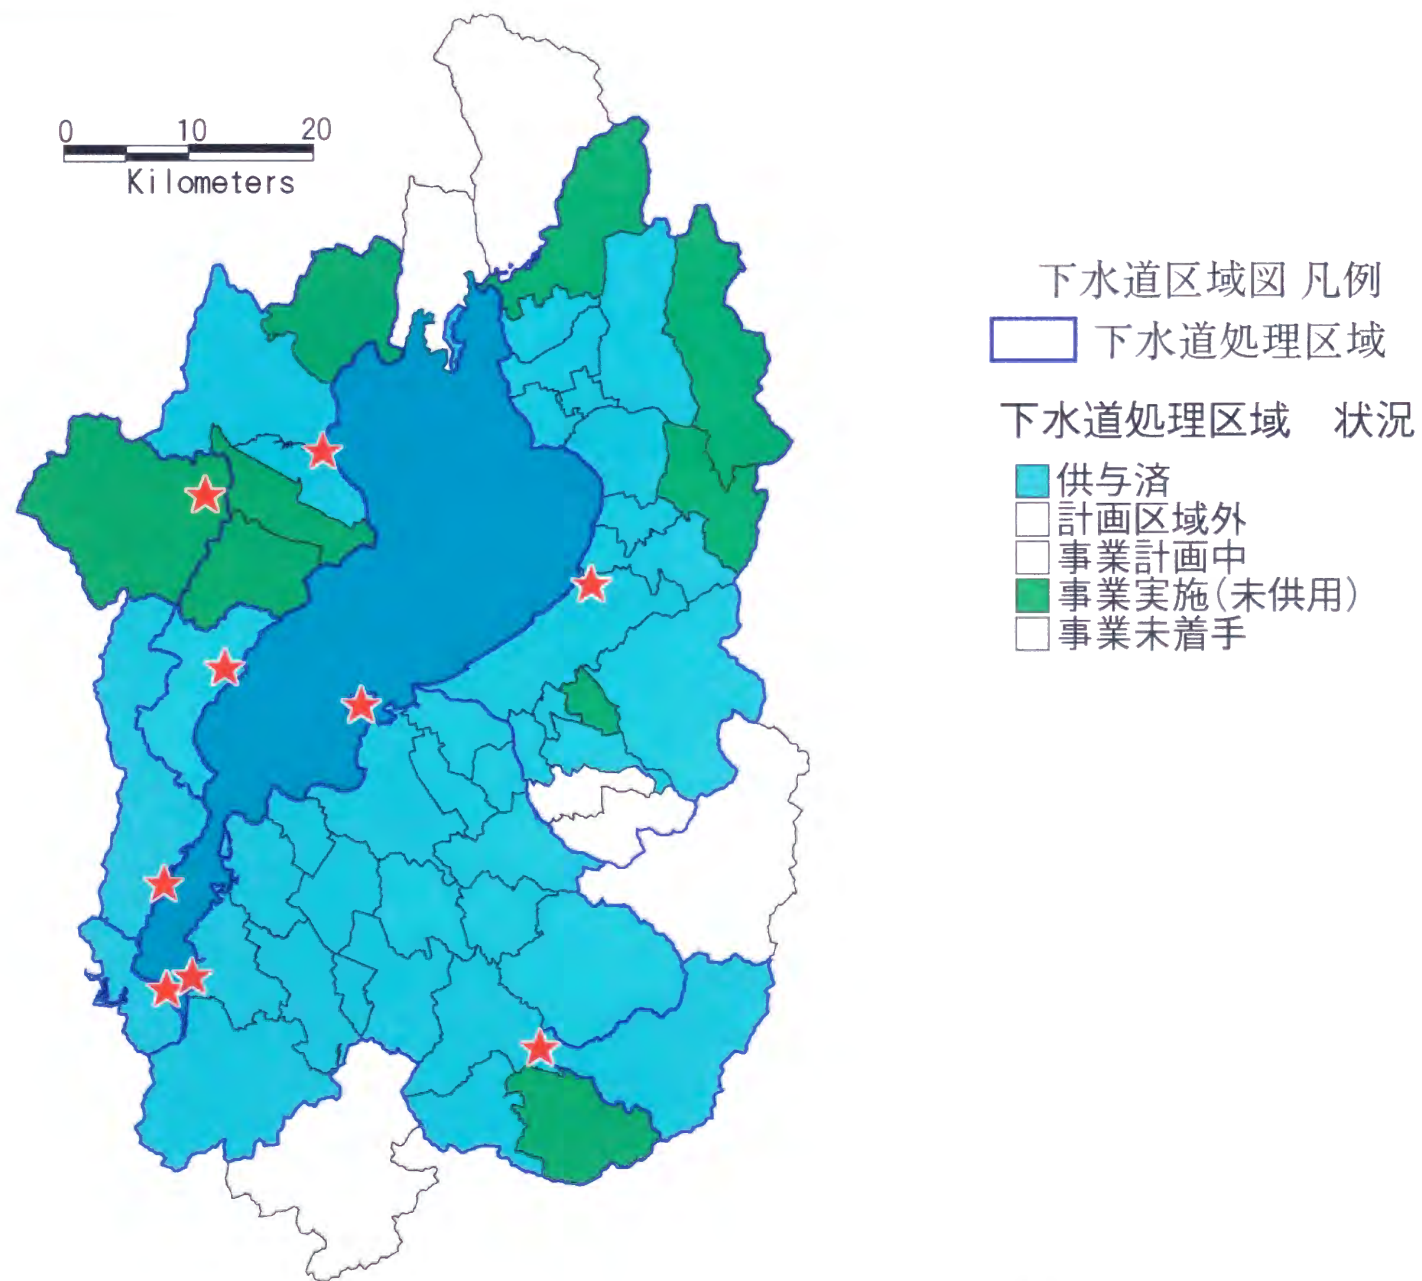 0 10 20
Kilometers
下水道区域図 凡例
下水道処理区域
下水道処理区域 状況
供与済
計画区域外
事業計画中
事業実施(未供用)
事業未着手